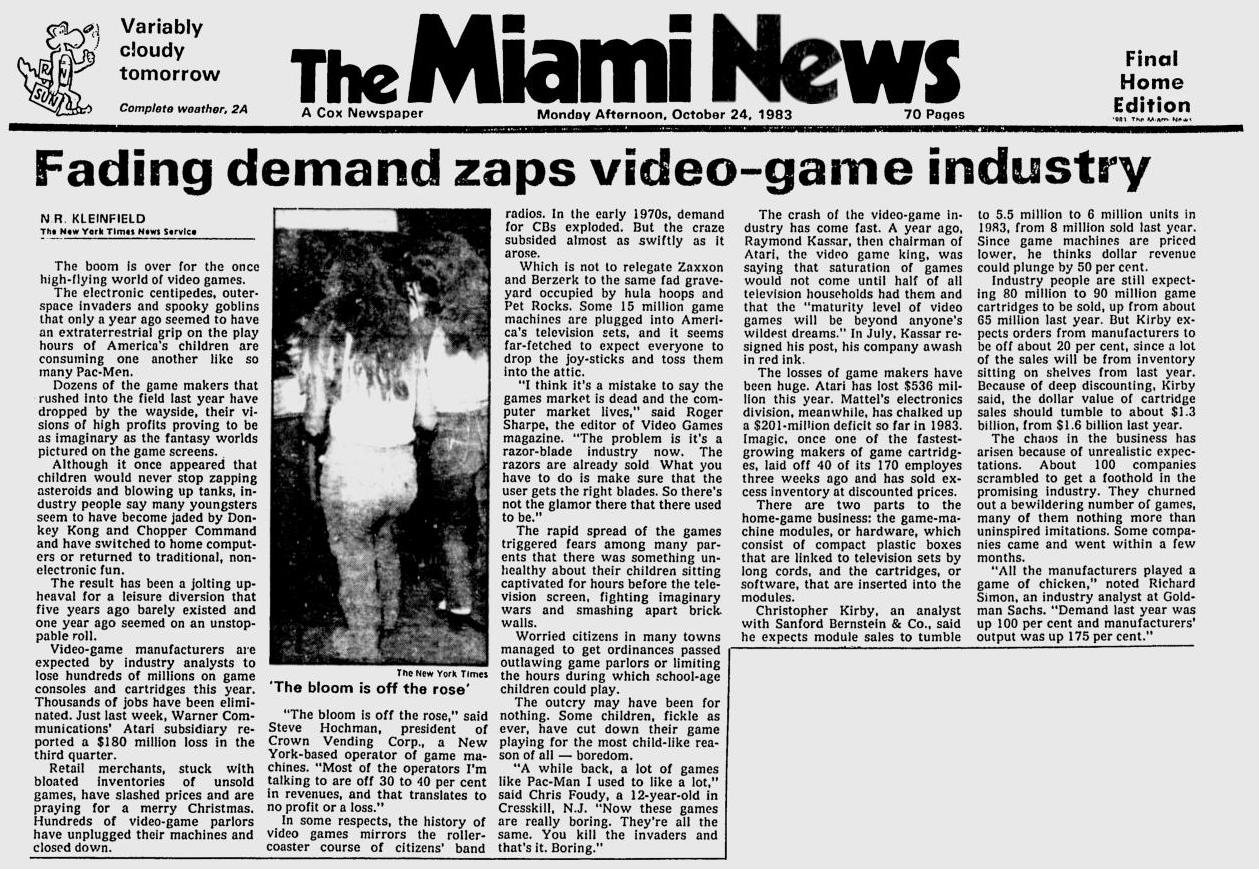 Variably
cloudy
tomorrow
Complete weather, 2A
RN
SUN
The Miami News
A Cox Newspaper
Monday Afternoon, October 24, 1983
70 Pages
Final
Home
Edition
The Miami News
Fading demand zaps video-game industry
N.R. KLEINFIELD
The New York Times News Service
The boom is over for the once
high-flying world of video games.
The electronic centipedes, outer-
space invaders and spooky goblins
that only a year ago seemed to have
an extraterrestrial grip on the play
hours of America's children are
consuming one another like so
many Pac-Men.
Dozens of the game makers that
rushed into the field last year have
dropped by the wayside, their vi-
sions of high profits proving to be
as imaginary as the fantasy worlds
pictured on the game screens.
Although it once appeared that
children would never stop zapping
asteroids and blowing up tanks, in-
dustry people say many youngsters
seem to have become jaded by Don-
key Kong and Chopper Command
and have switched to home comput-
ers or returned to traditional, non-
electronic fun.
The result has been a jolting up-
heaval for a leisure diversion that
five years ago barely existed and
one year ago seemed on an unstop-
pable roll.
Video-game manufacturers are
expected by industry analysts to
lose hundreds of millions on game
consoles and cartridges this year.
Thousands of jobs have been elimi-
nated. Just last week, Warner Com-
munications' Atari subsidiary re-
ported a $180 million loss in the
third quarter.
Retail merchants, stuck with
bloated inventories of unsold
games, have slashed prices and are
praying for a merry Christmas.
Hundreds of video-game parlors
have unplugged their machines and
closed down.
The New York Times
'The bloom is off the rose'
"The bloom is off the rose," said
Steve Hochman, president of
Crown Vending Corp., a New
York-based operator of game ma-
chines. "Most of the operators I'm
talking to are off 30 to 40 per cent
in revenues, and that translates to
no profit or a loss."
In some respects, the history of
video games mirrors the roller-
coaster course of citizens' band
radios. In the early 1970s, demand
for CBs exploded. But the craze
subsided almost as swiftly as it
arose.
Which is not to relegate Zaxxon
and Berzerk to the same fad grave-
yard occupied by hula hoops and
Pet Rocks. Some 15 million game
machines are plugged into Ameri-
ca's television sets, and it seems
far-fetched to expect everyone to
drop the joy-sticks and toss them
into the attic.
"I think it's a mistake to say the
games market is dead and the com-
puter market lives," said Roger
Sharpe, the editor of Video Games
magazine. "The problem is it's a
razor-blade industry now. The
razors are already sold What you
have to do is make sure that the
user gets the right blades. So there's
not the glamor there that there used
to be."
The rapid spread of the games
triggered fears among many par-
ents that there was something un-
healthy about their children sitting
captivated for hours before the tele-
vision screen, fighting imaginary
wars and smashing apart brick
walls.
Worried citizens in many towns
managed to get ordinances passed
outlawing game parlors or limiting
the hours during which school-age
children could play.
The outcry may have been for
nothing. Some children, fickle as
ever, have cut down their game
playing for the most child-like rea-
son of all — boredom.
"A while back, a lot of games
like Pac-Man I used to like a lot,"
said Chris Foudy, a 12-year-old in
Cresskill, N.J. "Now these games
are really boring. They're all the
same. You kill the invaders and
that's it. Boring."
The crash of the video-game in-
dustry has come fast. A year ago,
Raymond Kassar, then chairman of
Atari, the video game king, was
saying that saturation of games
would not come until half of all
television households had them and
that the "maturity level of video
games will be beyond anyone's
wildest dreams." In July, Kassar re-
signed his post, his company awash
in red ink.
The losses of game makers have
been huge. Atari has lost $536 mil-
lion this year. Mattel's electronics
division, meanwhile, has chalked up
a $201-million deficit so far in 1983.
Imagic, once one of the fastest-
growing makers of game cartridg-
es, laid off 40 of its 170 employes
three weeks ago and has sold ex-
cess inventory at discounted prices.
There are two parts to the
home-game business: the game-ma-
chine modules, or hardware, which
consist of compact plastic boxes
that are linked to television sets by
long cords, and the cartridges, or
software, that are inserted into the
modules.
Christopher Kirby, an analyst
with Sanford Bernstein & Co., said
he expects module sales to tumble
to 5.5 million to 6 million units in
1983, from 8 million sold last year.
Since game machines are priced
lower, he thinks dollar revenue
could plunge by 50 per cent.
Industry people are still expect-
ing 80 million to 90 million game
cartridges to be sold, up from about
65 million last year. But Kirby ex-
pects orders from manufacturers to
be off about 20 per cent, since a lot
of the sales will be from inventory
sitting on shelves from last year.
Because of deep discounting, Kirby
said, the dollar value of cartridge
sales should tumble to about $1.3
billion, from $1.6 billion last year.
The chaos in the business has
arisen because of unrealistic expec-
tations. About 100 companies
scrambled to get a foothold in the
promising industry. They churned
out a bewildering number of games,
many of them nothing more than
uninspired imitations. Some compa-
nies came and went within a few
months.
"All the manufacturers played a
game of chicken," noted Richard
Simon, an industry analyst at Gold-
man Sachs. "Demand last year was
up 100 per cent and manufacturers'
output was up 175 per cent."